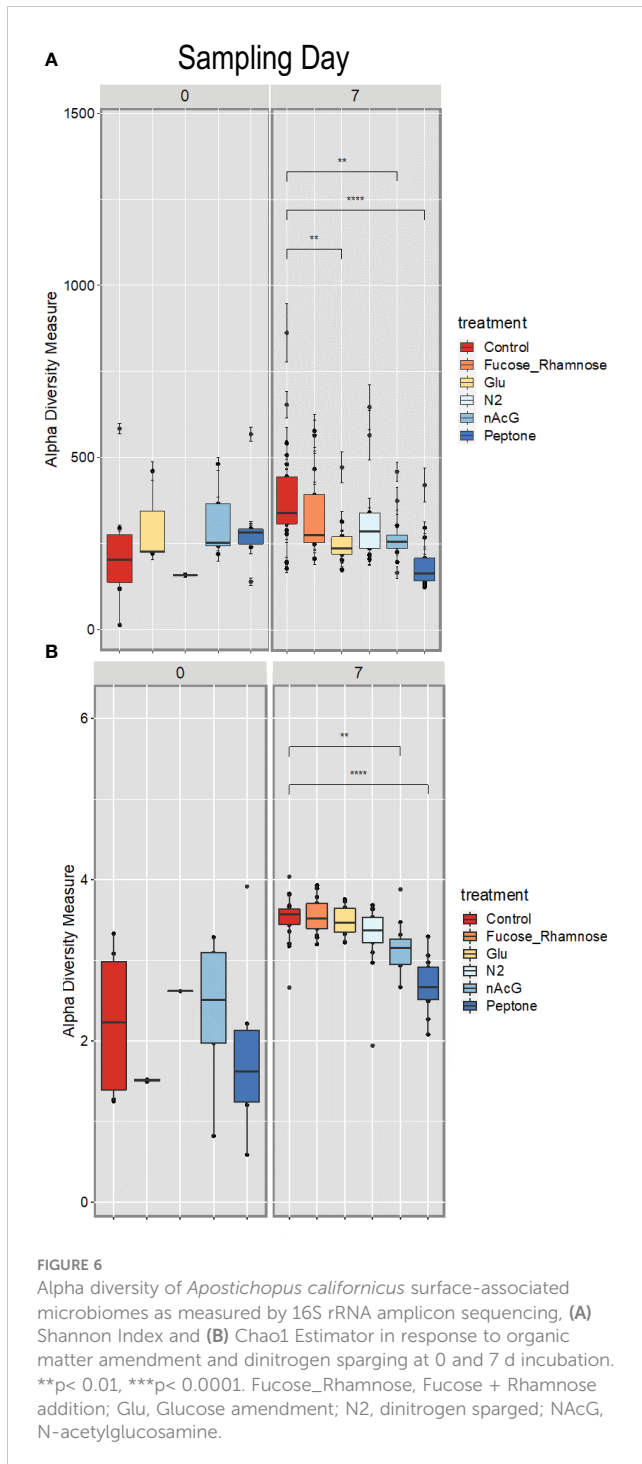 A
Sampling Day
0
7
1500
**
****
**
1000
500
0
Alpha Diversity Measure
treatment
Control
Fucose_Rhamnose
Glu
N2
nAcG
Peptone
B
0
7
6
**
****
4
2
0
Alpha Diversity Measure
treatment
Control
Fucose_Rhamnose
Glu
N2
nAcG
Peptone
FIGURE 6
Alpha diversity of Apostichopus californicus surface-associated
microbiomes as measured by 16S rRNA amplicon sequencing, (A)
Shannon Index and (B) Chao1 Estimator in response to organic
matter amendment and dinitrogen sparging at 0 and 7 d incubation.
**p< 0.01, ***p< 0.0001. Fucose_Rhamnose, Fucose + Rhamnose
addition; Glu, Glucose amendment; N2, dinitrogen sparged; NAcG,
N-acetylglucosamine.